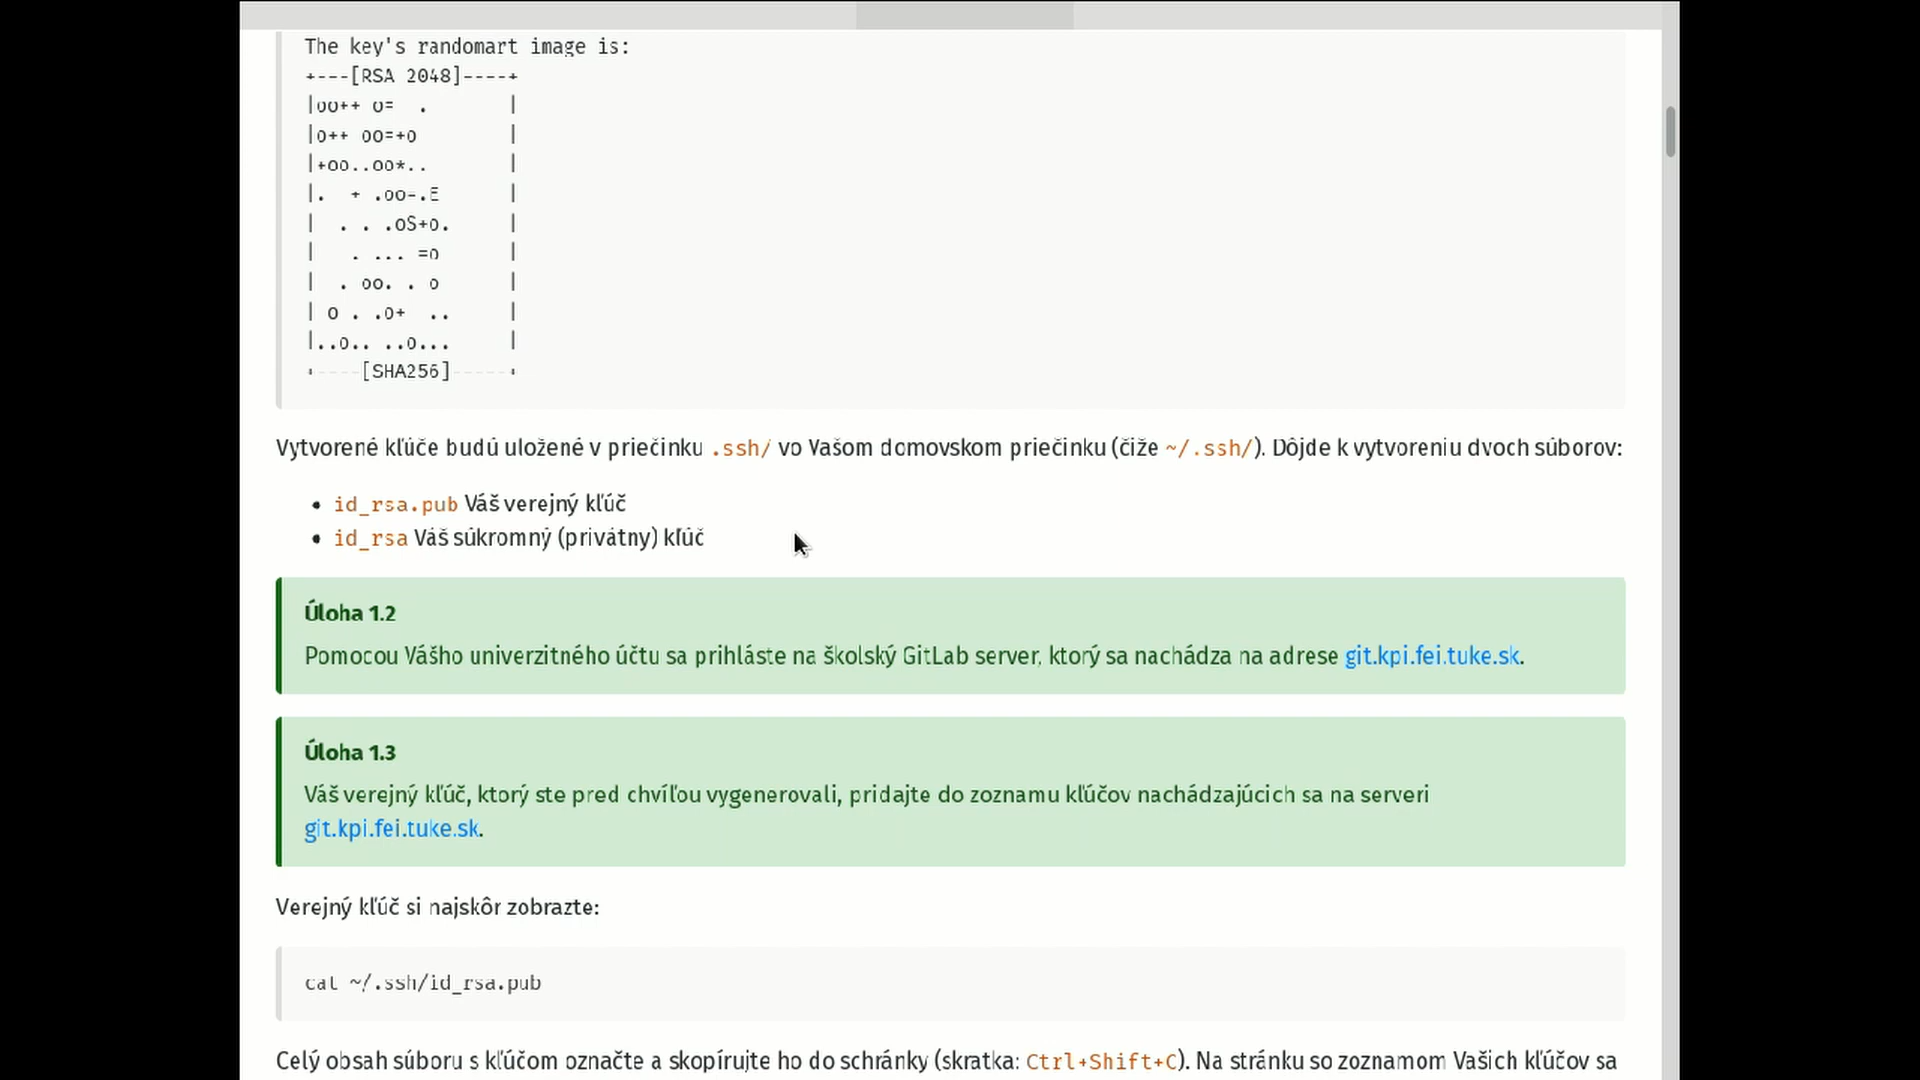 The key's randomart image is:
+---[RSA 2048]----+
|oo++ o=  .       |
|o++ oo=+o        |
|+oo..oo*..       |
|.  + .oo=.E      |
|  . . .oS+o.     |
|   . ... =o      |
|  . oo. . o      |
| o . .o+  ..     |
|..o.. ..o...     |
+----[SHA256]-----+
Vytvorené kľúče budú uložené v priečinku .ssh/ vo Vašom domovskom priečinku (čiže ~/.ssh/). Dôjde k vytvoreniu dvoch súborov:
• id_rsa.pub Váš verejný kľúč
• id_rsa Váš súkromný (privátny) kľúč
Úloha 1.2
Pomocou Vášho univerzitného účtu sa prihláste na školský GitLab server, ktorý sa nachádza na adrese git.kpi.fei.tuke.sk.
Úloha 1.3
Váš verejný kľúč, ktorý ste pred chvíľou vygenerovali, pridajte do zoznamu kľúčov nachádzajúcich sa na serveri
git.kpi.fei.tuke.sk.
Verejný kľúč si najskôr zobrazte:
cat ~/.ssh/id_rsa.pub
Celý obsah súboru s kľúčom označte a skopírujte ho do schránky (skratka: Ctrl+Shift+C). Na stránku so zoznamom Vašich kľúčov sa